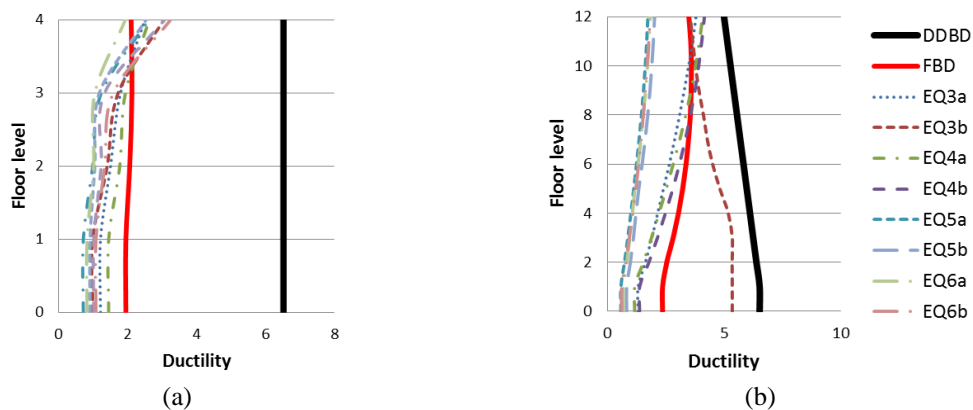 4
3
2
1
0
0 2 4 6 8
Floor level
Ductility
(a)
12
10
8
6
4
2
0
0 5 10
Floor level
Ductility
(b)
DDBD
FBD
EQ3a
EQ3b
EQ4a
EQ4b
EQ5a
EQ5b
EQ6a
EQ6b